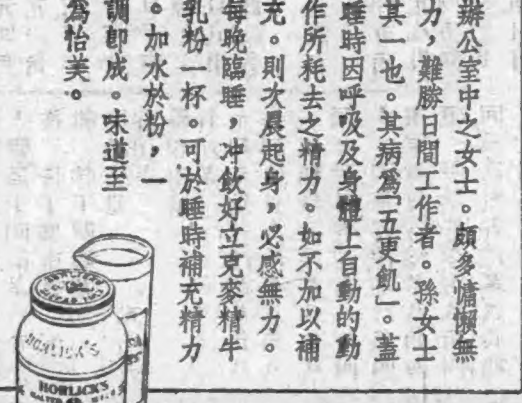 辦公室中之女士。頗多慵懶無
力,難勝日間工作者。孫女士
其一也。其病爲「五更飢」。蓋
睡時因呼吸及身體上自動的動
作所耗去之精力。如不加以補
充。則次晨起身,必感無力。
每晚臨睡,冲飲好立克麥精牛
乳粉一杯。可於睡時補充精力
。加水於粉,一
調卽成。味道至
爲怡美。
HORLICK'S
HORLICK'S
HORLICK'S